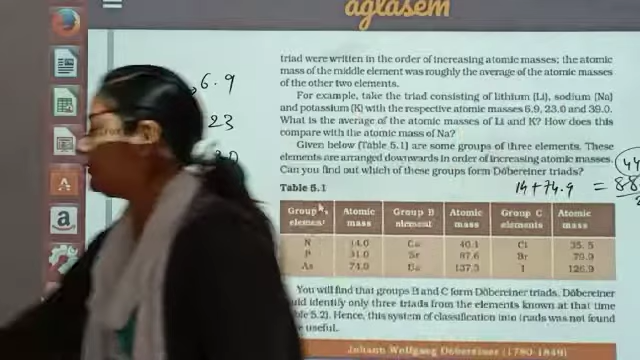 aglasem
triad were written in the order of increasing atomic masses; the atomic
mass of the middle element was roughly the average of the atomic masses
of the other two elements.
For example, take the triad consisting of lithium (Li), sodium (Na)
and potassium (K) with the respective atomic masses 6.9, 23.0 and 39.0.
What is the average of the atomic masses of Li and K? How does this
compare with the atomic mass of Na?
Given below (Table 5.1) are some groups of three elements. These
elements are arranged downwards in order of increasing atomic masses.
Can you find out which of these groups form Döbereiner triads?
6.9
23
14+74.9 = 88
44
Table 5.1
Group element Atomic mass Group B element Atomic mass Group C elements Atomic mass
N 14.0 Ca 40.1 Cl 35.5
P 31.0 Sr 87.6 Br 79.9
As 74.9 Ba 137.3 I 126.9
You will find that groups B and C form Döbereiner triads. Döbereiner
could identify only three triads from the elements known at that time
5.2). Hence, this system of classification into triads was not found
useful.
Johann Wolfgang Döbereiner (1780-1849)